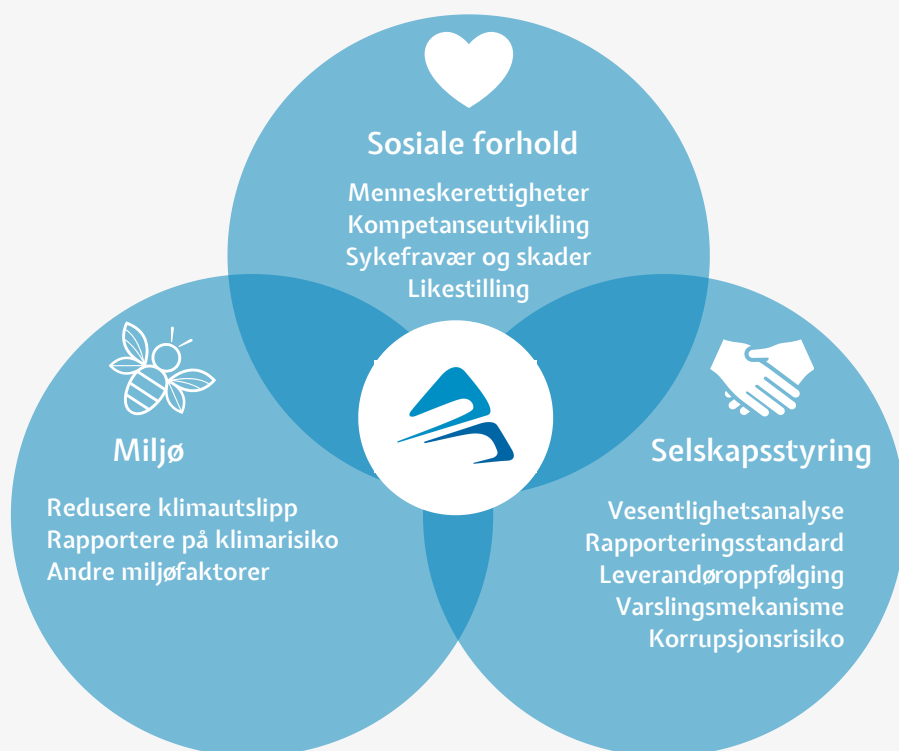 Sosiale forhold
Menneskerettigheter
Kompetanseutvikling
Sykefravær og skader
Likestilling
Miljø
Redusere klimautslipp
Rapportere på klimarisiko
Andre miljøfaktorer
Selskapsstyring
Vesentlighetsanalyse
Rapporteringsstandard
Leverandøroppfølging
Varslingsmekanisme
Korrupsjonsrisiko